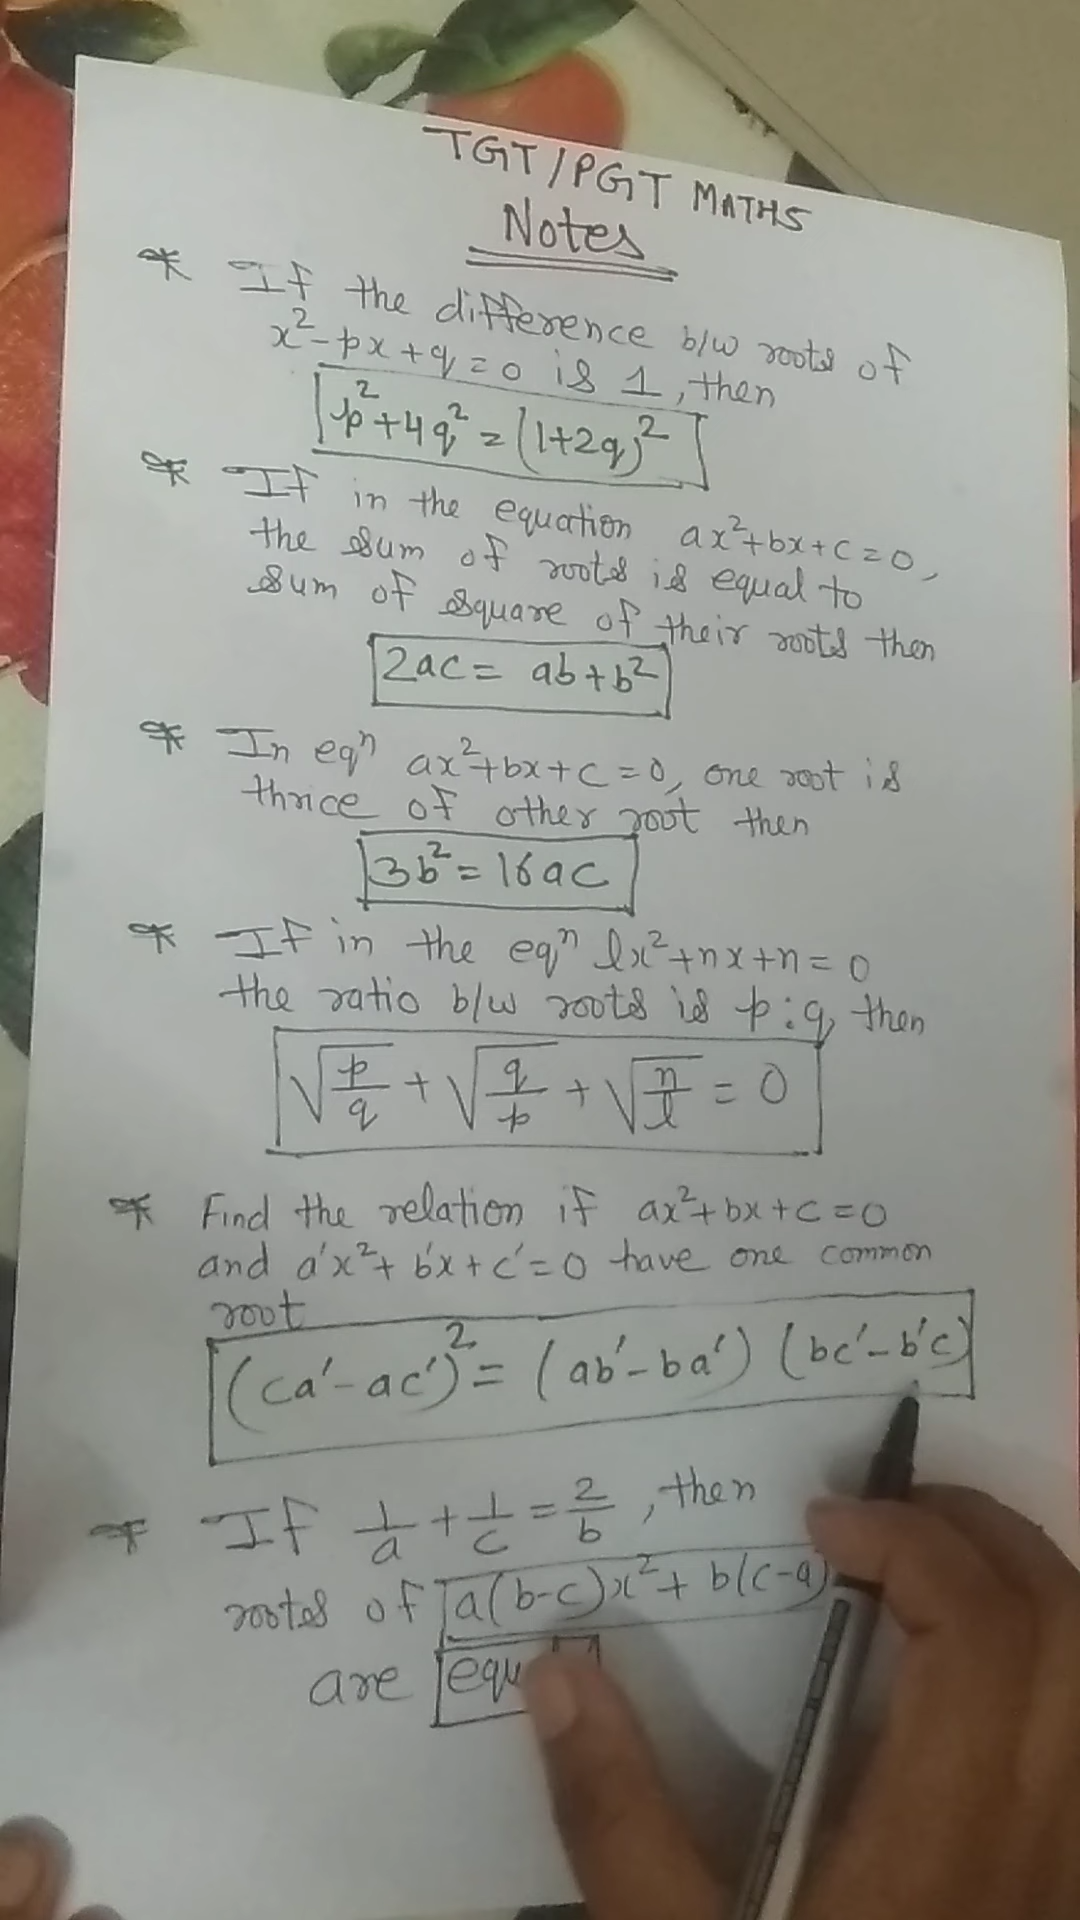 TGT/PGT MATHS
Notes
* If the difference b/w roots of
x²-px+q=0 is 1, then
p²+4q²=(1+2q)²
* If in the equation ax²+bx+c=0,
the sum of roots is equal to
sum of square of their roots then
2ac= ab+b²
* In eqⁿ ax²+bx+c=0, one root is
thrice of other root then
3b²=16ac
* If in the eqⁿ lx²+nx+n=0
the ratio b/w roots is p:q, then
√(p/q) + √(q/p) + √(n/l) = 0
* Find the relation if ax²+bx+c=0
and a'x²+b'x+c'=0 have one common
root
(ca'-ac')²=(ab'-ba') (bc'-b'c)
* If 1/a + 1/c = 2/b, then
roots of a(b-c)x²+b(c-a)
are